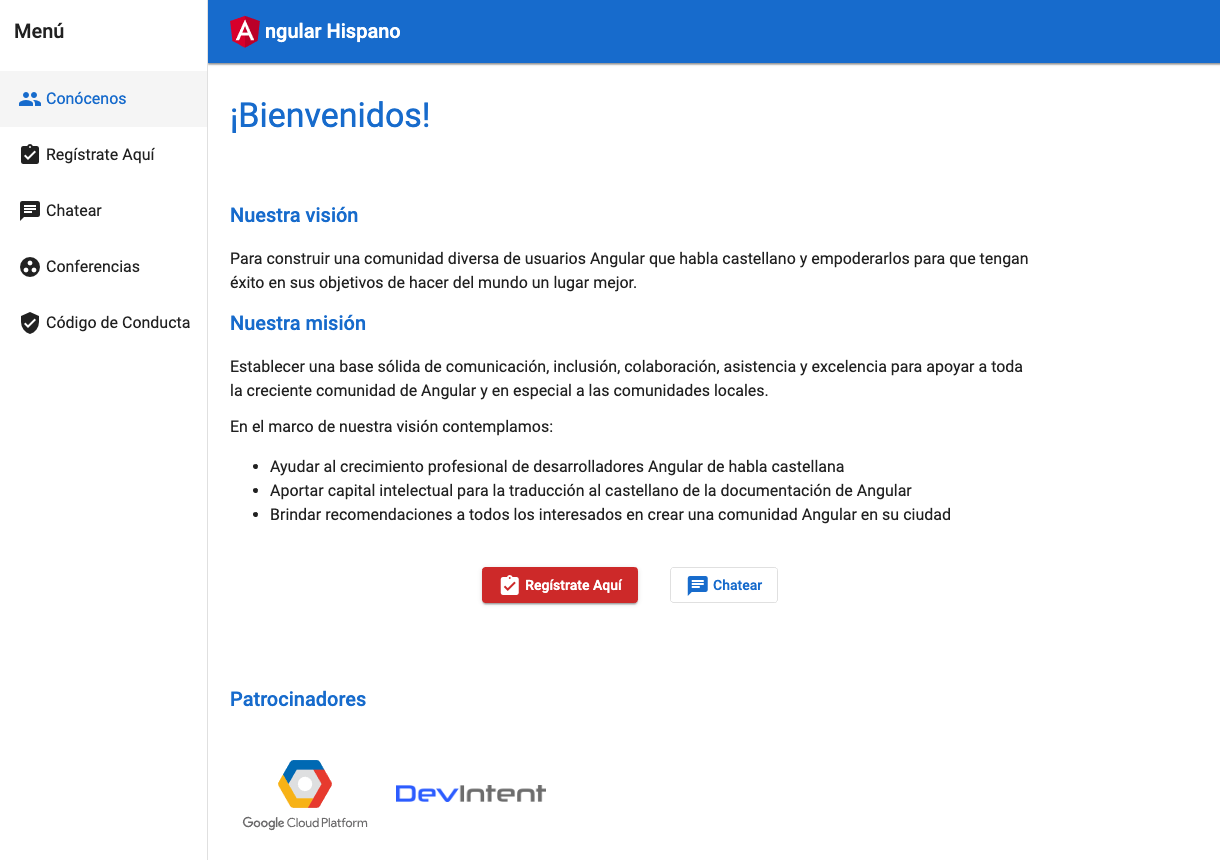 Menú
Conócenos
Regístrate Aquí
Chatear
Conferencias
Código de Conducta
Angular Hispano
¡Bienvenidos!
Nuestra visión
Para construir una comunidad diversa de usuarios Angular que habla castellano y empoderarlos para que tengan
éxito en sus objetivos de hacer del mundo un lugar mejor.
Nuestra misión
Establecer una base sólida de comunicación, inclusión, colaboración, asistencia y excelencia para apoyar a toda
la creciente comunidad de Angular y en especial a las comunidades locales.
En el marco de nuestra visión contemplamos:
• Ayudar al crecimiento profesional de desarrolladores Angular de habla castellana
• Aportar capital intelectual para la traducción al castellano de la documentación de Angular
• Brindar recomendaciones a todos los interesados en crear una comunidad Angular en su ciudad
Regístrate Aquí
Chatear
Patrocinadores
Google Cloud Platform
DevIntent